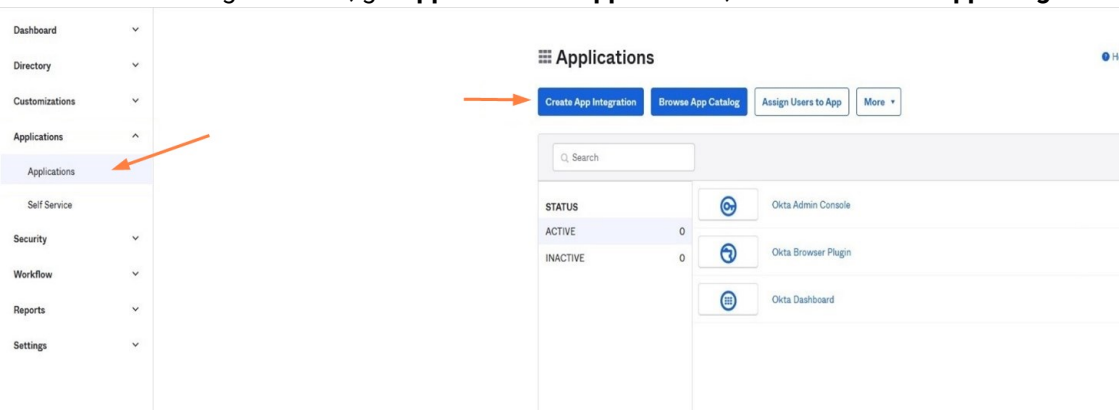 Dashboard
Directory
Customizations
Applications
Applications
Self Service
Security
Workflow
Reports
Settings
Applications
Create App Integration
Browse App Catalog
Assign Users to App
More
Search
STATUS
ACTIVE 0
INACTIVE 0
Okta Admin Console
Okta Browser Plugin
Okta Dashboard